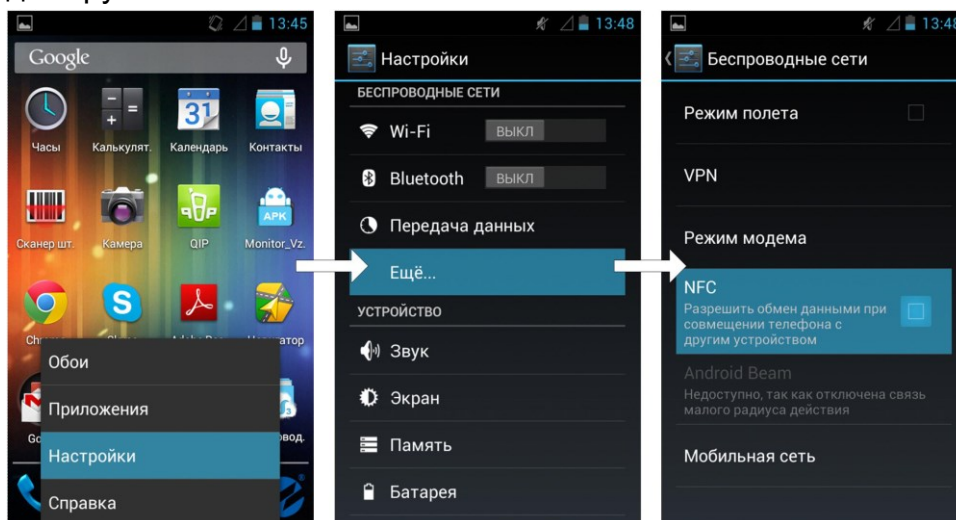 13:45
Google
31
Часы
Калькулят.
Календарь
Контакты
APK
Сканер шт.
Камера
QIP
Monitor_Vz.
Обои
Приложения
Настройки
Справка
13:48
Настройки
БЕСПРОВОДНЫЕ СЕТИ
Wi-Fi
ВЫКЛ
Bluetooth
ВЫКЛ
Передача данных
Ещё...
УСТРОЙСТВО
Звук
Экран
Память
Батарея
13:48
Беспроводные сети
Режим полета
VPN
Режим модема
NFC
Разрешить обмен данными при
совмещении телефона с
другим устройством
Android Beam
Недоступно, так как отключена связь
малого радиуса действия
Мобильная сеть